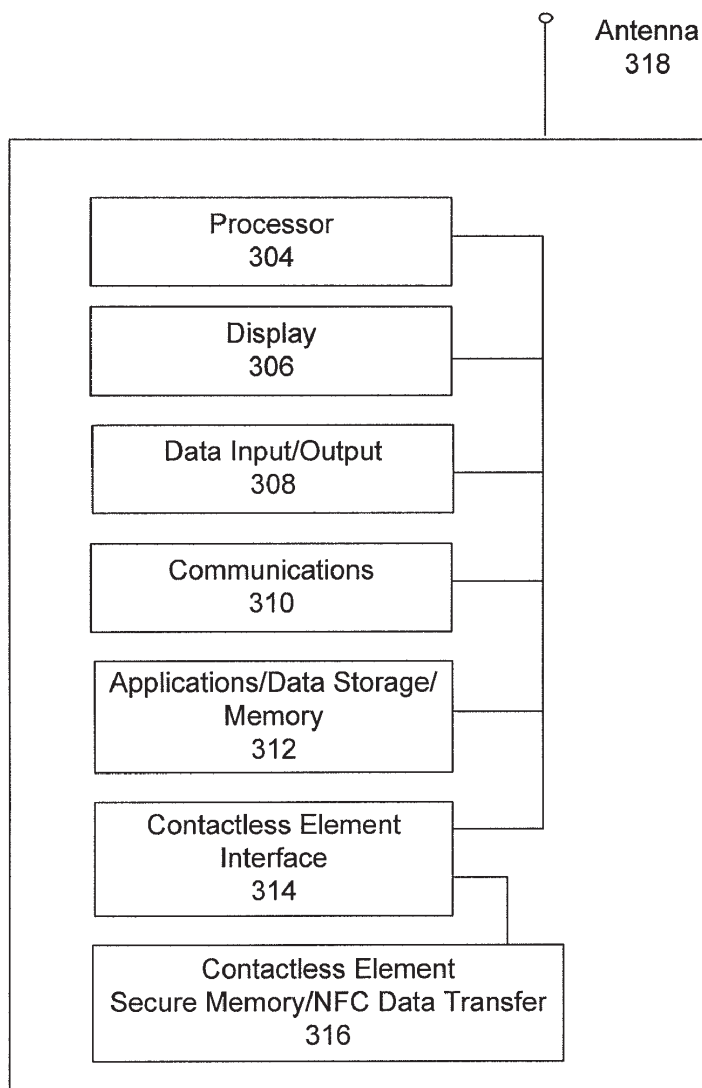 Antenna
318
Processor
304
Display
306
Data Input/Output
308
Communications
310
Applications/Data Storage/
Memory
312
Contactless Element
Interface
314
Contactless Element
Secure Memory/NFC Data Transfer
316